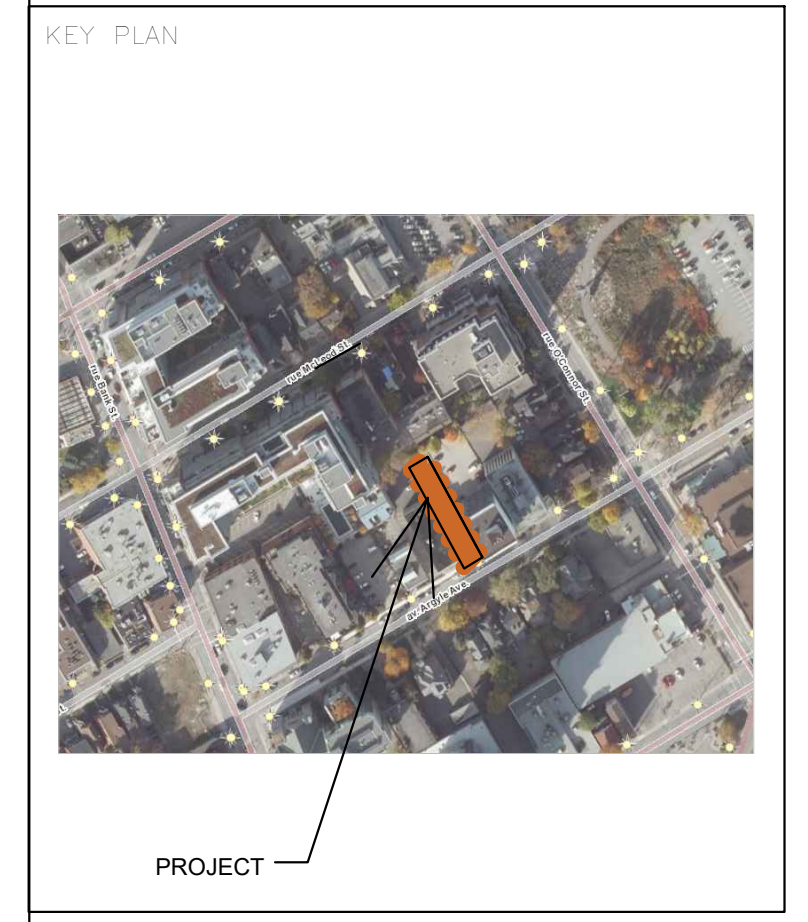 KEY PLAN
rue McLeod St.
rue O'Connor St.
rue Bank St.
av. Argyle Ave.
t.
PROJECT